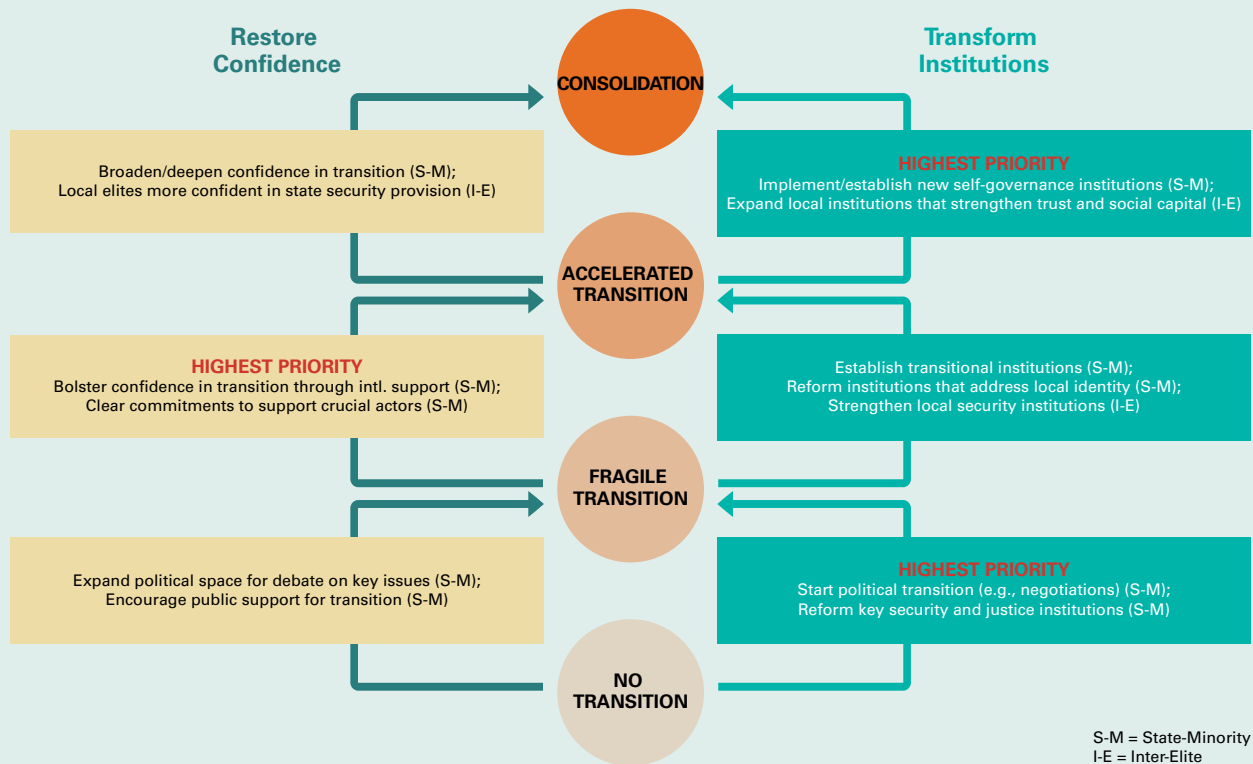 Restore
Confidence
CONSOLIDATION
Transform
Institutions
Broaden/deepen confidence in transition (S-M);
Local elites more confident in state security provision (I-E)
HIGHEST PRIORITY
Implement/establish new self-governance institutions (S-M);
Expand local institutions that strengthen trust and social capital (I-E)
ACCELERATED
TRANSITION
HIGHEST PRIORITY
Bolster confidence in transition through intl. support (S-M);
Clear commitments to support crucial actors (S-M)
Establish transitional institutions (S-M);
Reform institutions that address local identity (S-M);
Strengthen local security institutions (I-E)
FRAGILE
TRANSITION
Expand political space for debate on key issues (S-M);
Encourage public support for transition (S-M)
HIGHEST PRIORITY
Start political transition (e.g., negotiations) (S-M);
Reform key security and justice institutions (S-M)
NO
TRANSITION
S-M = State-Minority
I-E = Inter-Elite